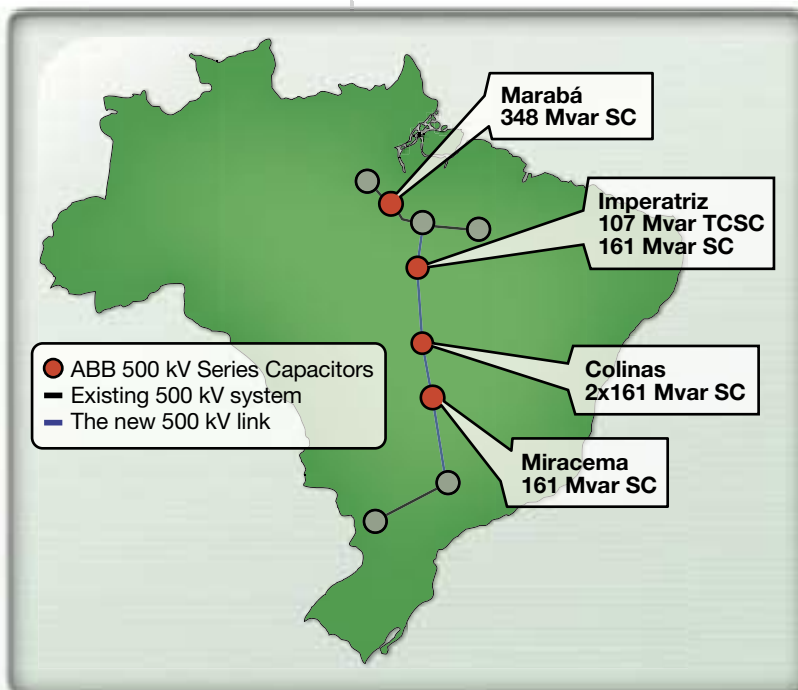 Marabá
348 Mvar SC
Imperatriz
107 Mvar TCSC
161 Mvar SC
Colinas
2x161 Mvar SC
Miracema
161 Mvar SC
ABB 500 kV Series Capacitors
Existing 500 kV system
The new 500 kV link